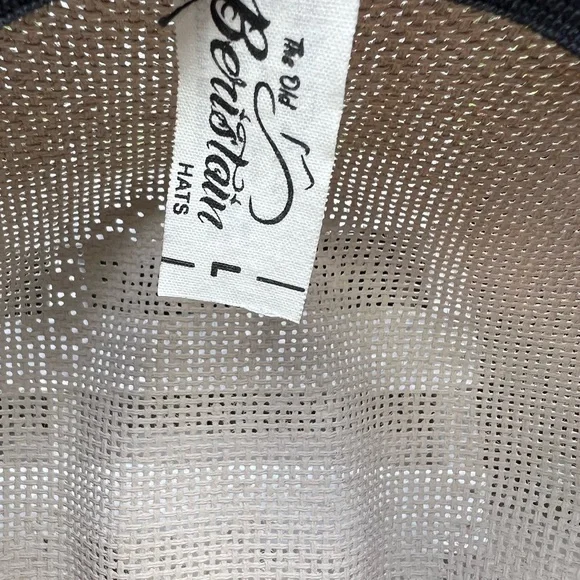 The Old
Beristain
HATS
L